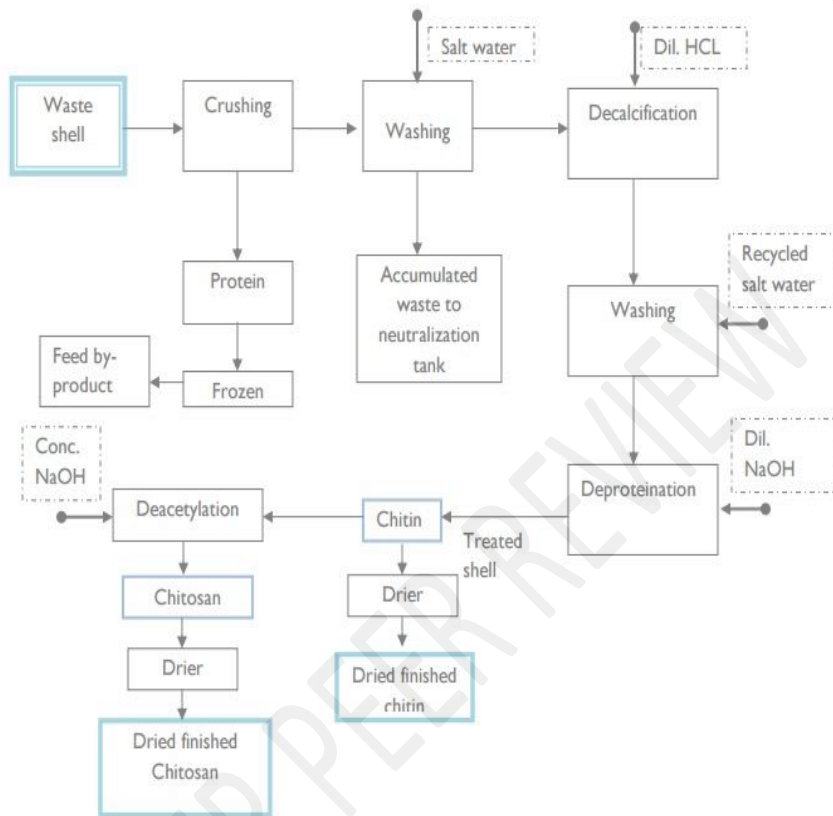 Salt water
Dil. HCL
Waste
shell
Crushing
Washing
Decalcification
Protein
Accumulated
waste to
neutralization
tank
Recycled
salt water
Washing
Feed by-
product
Frozen
Conc.
NaOH
Dil.
NaOH
Deacetylation
Chitin
Deproteination
Treated
shell
Chitosan
Drier
Drier
Dried finished
chitin
Dried finished
Chitosan
PEER REVIEW